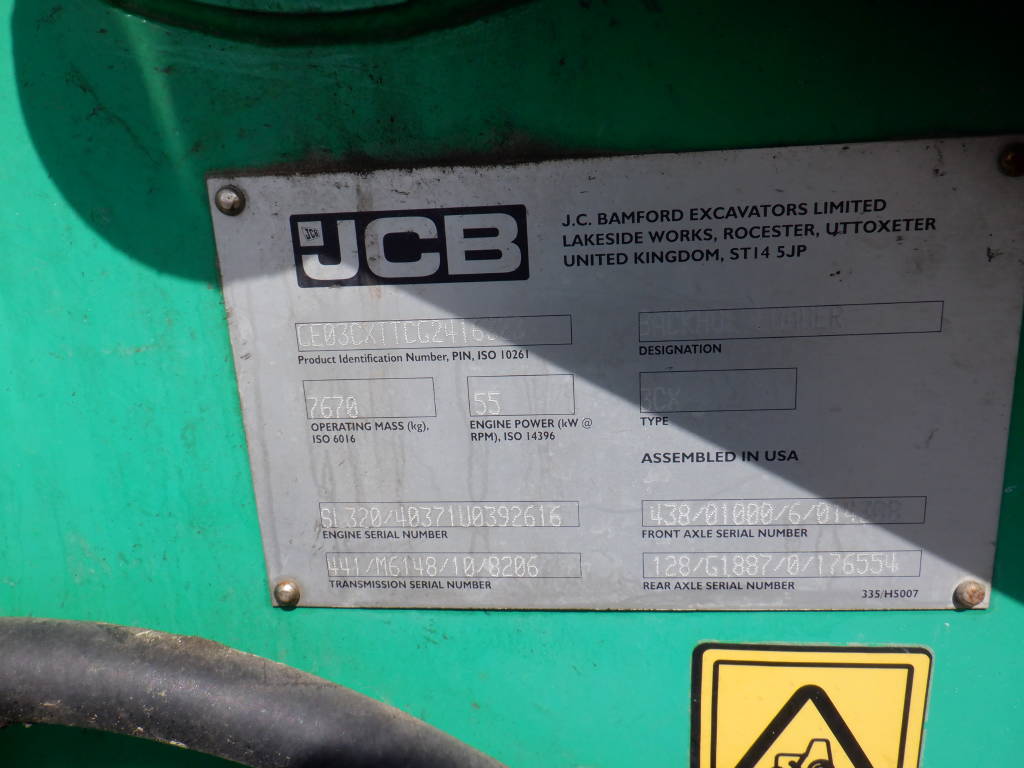 JCB
J.C. BAMFORD EXCAVATORS LIMITED
LAKESIDE WORKS, ROCESTER, UTTOXETER
UNITED KINGDOM, ST14 5JP
Product Identification Number, PIN, ISO 10261
DESIGNATION
7670
OPERATING MASS (kg),
ISO 6016
55
ENGINE POWER (kW @
RPM), ISO 14396
3CX
TYPE
ASSEMBLED IN USA
SL320/40371U0392616
ENGINE SERIAL NUMBER
FRONT AXLE SERIAL NUMBER
441/M6148/10/8206
TRANSMISSION SERIAL NUMBER
128/G1887/0/176554
REAR AXLE SERIAL NUMBER
335/H5007